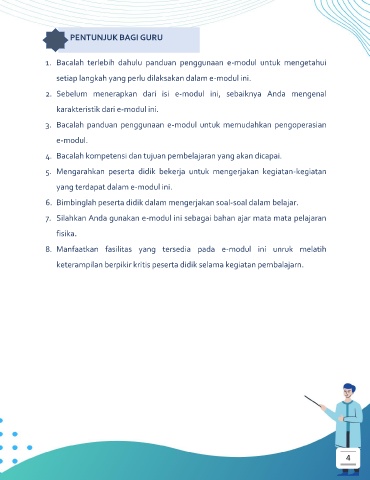 PENTUNJUK BAGI GURU
1. Bacalah terlebih dahulu panduan penggunaan e-modul untuk mengetahui
setiap langkah yang perlu dilaksakan dalam e-modul ini.
2. Sebelum menerapkan dari isi e-modul ini, sebaiknya Anda mengenal
karakteristik dari e-modul ini.
3. Bacalah panduan penggunaan e-modul untuk memudahkan pengoperasian
e-modul.
4. Bacalah kompetensi dan tujuan pembelajaran yang akan dicapai.
5. Mengarahkan peserta didik bekerja untuk mengerjakan kegiatan-kegiatan
yang terdapat dalam e-modul ini.
6. Bimbinglah peserta didik dalam mengerjakan soal-soal dalam belajar.
7. Silahkan Anda gunakan e-modul ini sebagai bahan ajar mata mata pelajaran
fisika.
8. Manfaatkan fasilitas yang tersedia pada e-modul ini unruk melatih
keterampilan berpikir kritis peserta didik selama kegiatan pembalajarn.
4